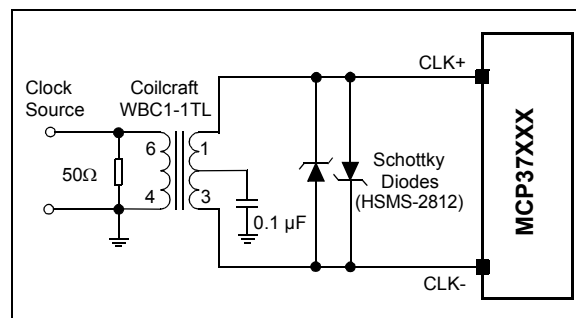 Clock
Source
Coilcraft
WBC1-1TL
50Ω
6
4
1
3
0.1 µF
CLK+
Schottky
Diodes
(HSMS-2812)
CLK-
MCP37XXX